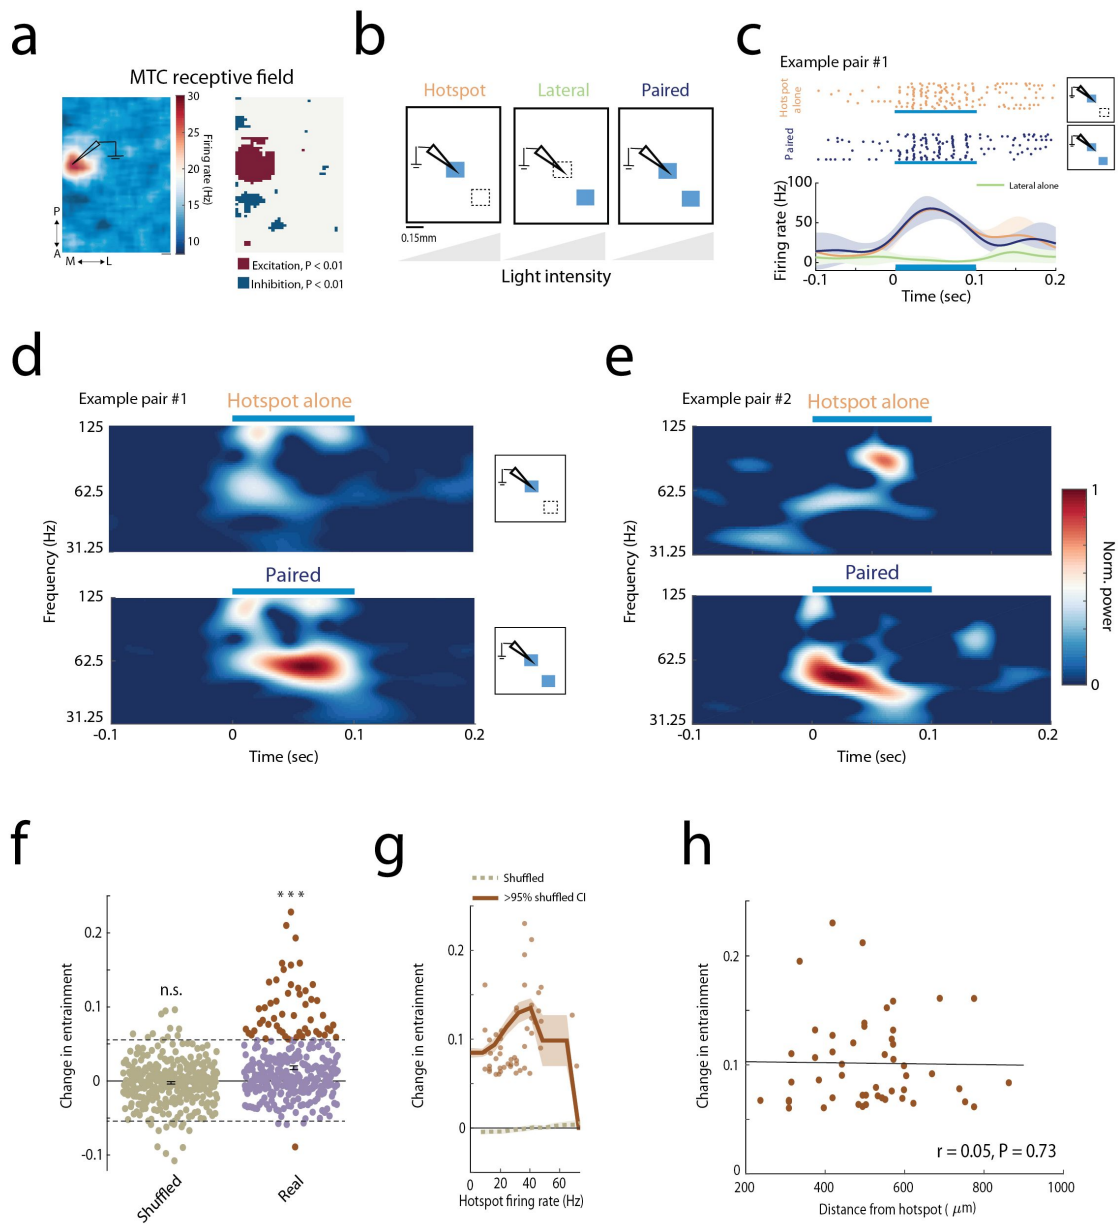 a
MTC receptive field
30
25
20
15
10
Firing rate (Hz)
P
A
M
L
Excitation, P < 0.01
Inhibition, P < 0.01
b
Hotspot
Lateral
Paired
0.15mm
Light intensity
c
Example pair #1
Hotspot
alone
Paired
Lateral alone
100
50
0
Firing rate (Hz)
-0.1
0
0.1
0.2
Time (sec)
d
Example pair #1
Hotspot alone
125
62.5
31.25
Paired
125
62.5
31.25
Frequency (Hz)
-0.1
0
0.1
0.2
Time (sec)
e
Example pair #2
Hotspot alone
125
62.5
31.25
Paired
125
62.5
31.25
Frequency (Hz)
-0.1
0
0.1
0.2
Time (sec)
1
0
Norm. power
f
Change in entrainment
0.2
0.1
0
-0.1
n.s.
***
Shuffled
Real
g
Shuffled
>95% shuffled CI
Change in entrainment
0.2
0.1
0
0
20
40
60
Hotspot firing rate (Hz)
h
Change in entrainment
0.2
0.1
0
r = 0.05, P = 0.73
200
400
600
800
1000
Distance from hotspot ( μm)